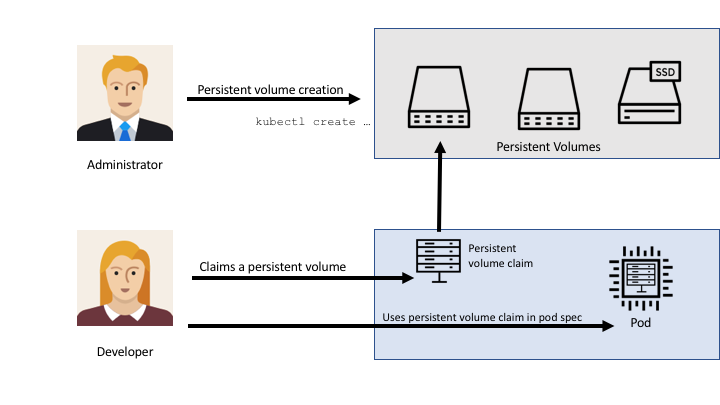 Persistent volume creation
kubectl create …
SSD
Persistent Volumes
Administrator
Claims a persistent volume
Persistent
volume claim
Uses persistent volume claim in pod spec
Pod
Developer